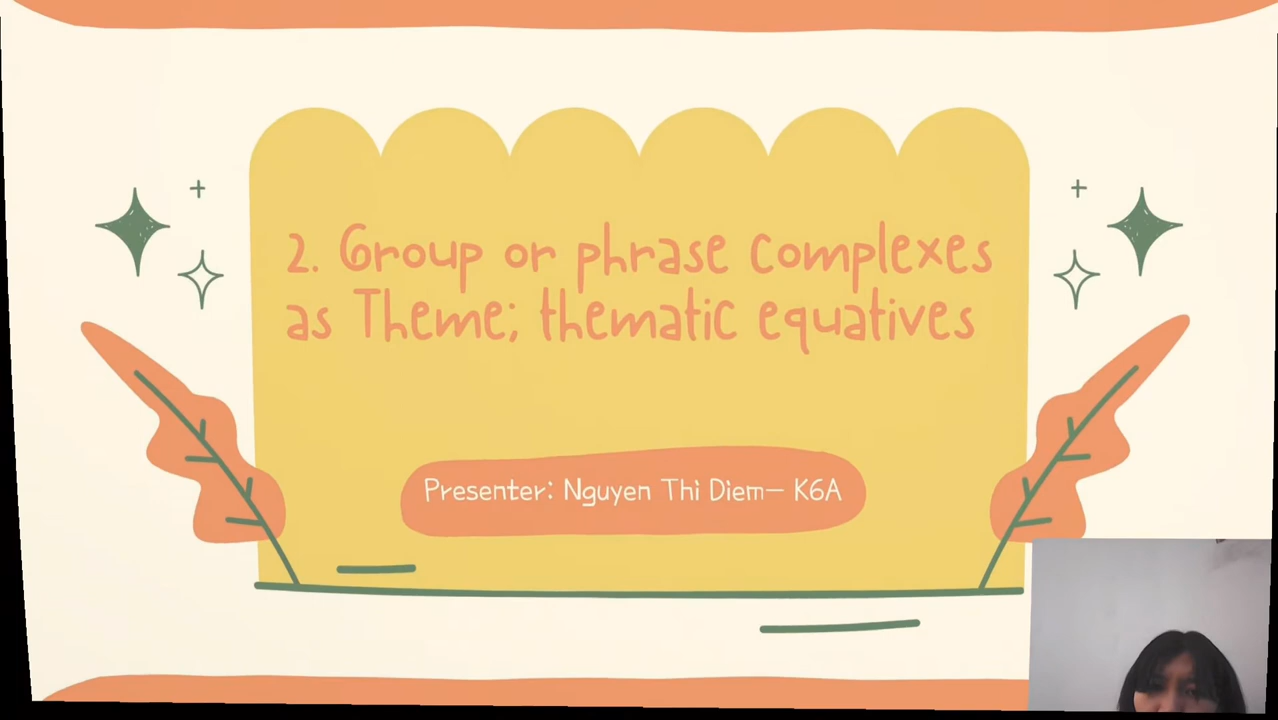 2. Group or phrase complexes
as Theme; thematic equatives
Presenter: Nguyen Thi Diem– K6A